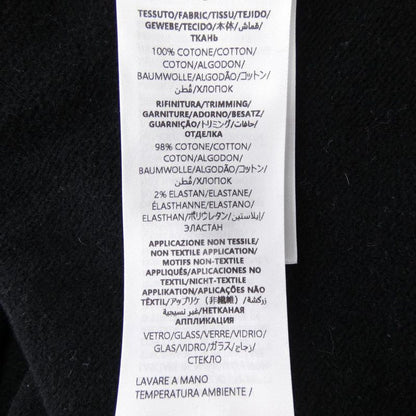 TESSUTO/FABRIC/TISSU/TEJIDO/
GEWEBE/TECIDO/本体/قماش/
ТКАНЬ
100% COTONE/COTTON/
COTON/ALGODON/
BAUMWOLLE/ALGODÃO/コットン/
قطن/ХЛОПОК
RIFINITURA/TRIMMING/
GARNITURE/ADORNO/BESATZ/
GUARNIÇÃO/トリミング/حافات/
ОТДЕЛКА
98% COTONE/COTTON/
COTON/ALGODON/
BAUMWOLLE/ALGODÃO/コットン/
قطن/ХЛОПОК
2% ELASTAN/ELASTANE/
ÉLASTHANNE/ELASTANO/
ELASTHAN/ポリウレタン/إيلاستين/
ЭЛАСТАН
APPLICAZIONE NON TESSILE/
NON TEXTILE APPLICATION/
MOTIFS NON-TEXTILE
APPLIQUÉS/APLICACIONES NO
TEXTIL/NICHT-TEXTILE
APPLIKATION/APLICAÇÕES NÃO
TÊXTIL/アップリケ（非繊維）/زركشة
غير نسيجية/НЕТКАНАЯ
АППЛИКАЦИЯ
VETRO/GLASS/VERRE/VIDRIO/
GLAS/VIDRO/ガラス/زجاج/
СТЕКЛО
LAVARE A MANO
TEMPERATURA AMBIENTE /